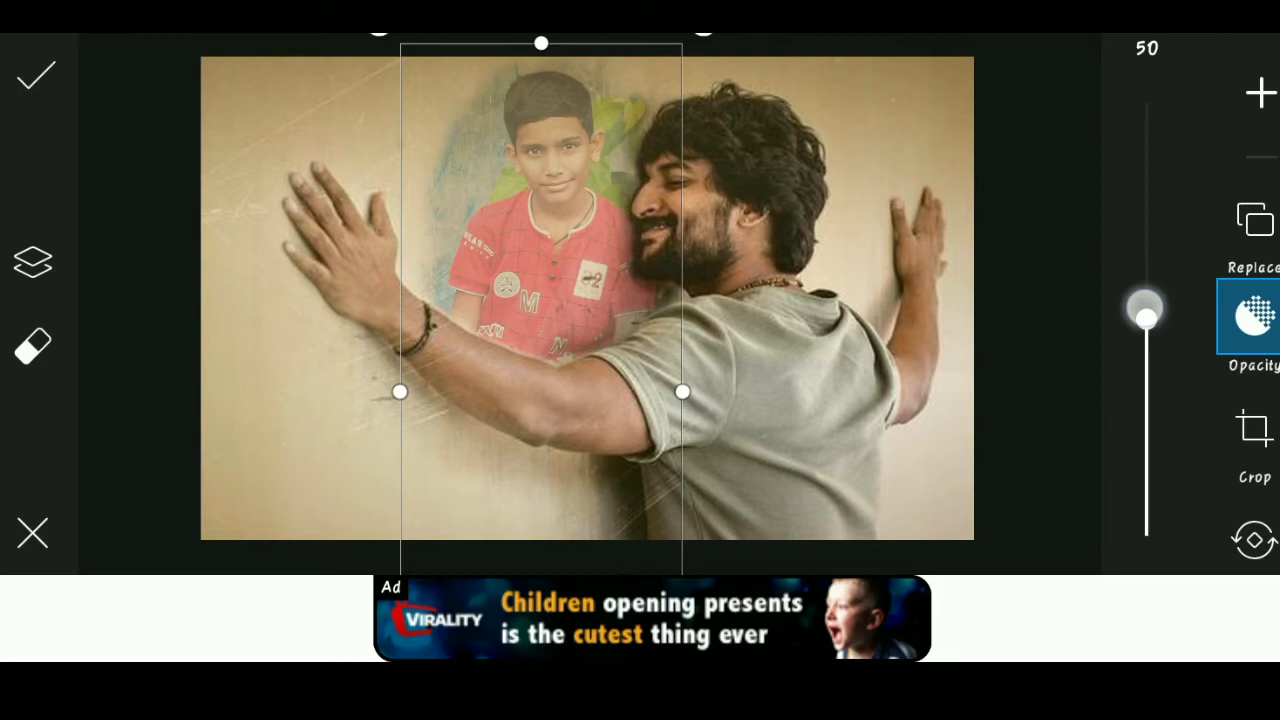 50
Replace
Opacity
Crop
M
Ad
VIRALITY
Children opening presents
is the cutest thing ever